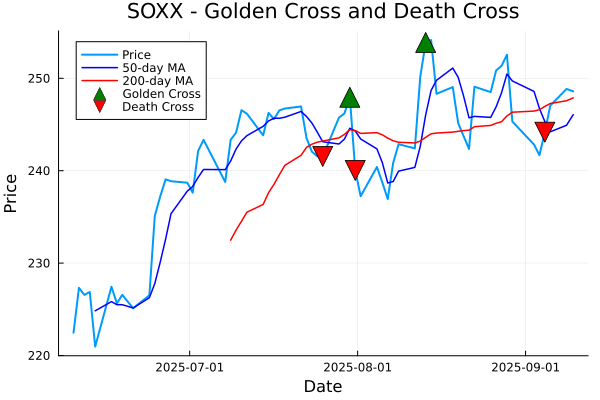 SOXX - Golden Cross and Death Cross
Price
50-day MA
200-day MA
Golden Cross
Death Cross
250
240
230
220
Price
2025-07-01
2025-08-01
2025-09-01
Date